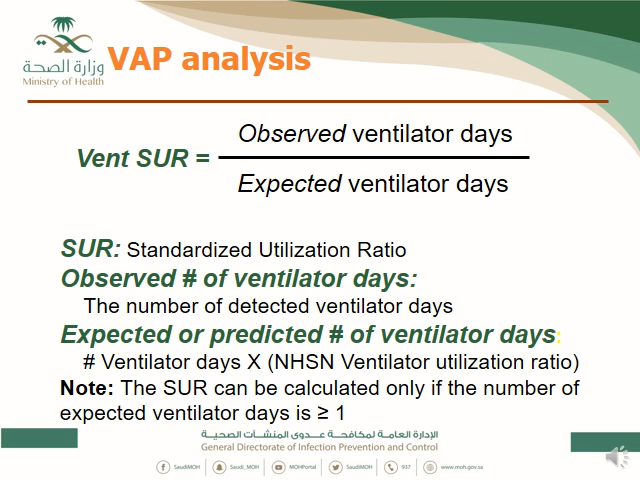 وزارة الصحة
Ministry of Health
VAP analysis
Vent SUR =
Observed ventilator days
Expected ventilator days
SUR: Standardized Utilization Ratio
Observed # of ventilator days:
The number of detected ventilator days
Expected or predicted # of ventilator days:
# Ventilator days X (NHSN Ventilator utilization ratio)
Note: The SUR can be calculated only if the number of
expected ventilator days is ≥ 1
الإدارة العامة لمكافحة عدوى المنشآت الصحية
General Directorate of Infection Prevention and Control
SaudiMOH
Saudi_MOH
MOHPortal
SaudiMOH
937
www.moh.gov.sa